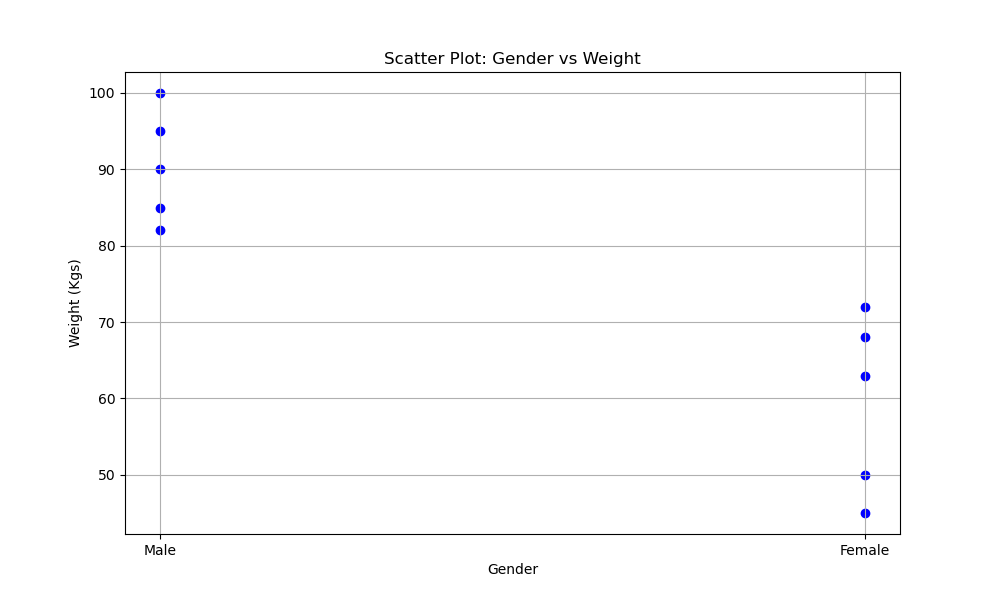 Scatter Plot: Gender vs Weight
100
90
80
70
60
50
Weight (Kgs)
Male
Female
Gender